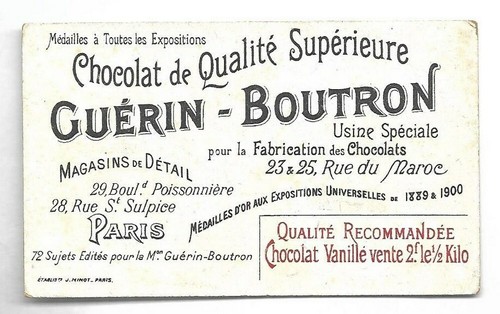 Médailles à Toutes les Expositions
Chocolat de Qualité Supérieure
GUÉRIN - BOUTRON
Usine Spéciale
pour la Fabrication des Chocolats
23 & 25, Rue du Maroc
MAGASINS DE DÉTAIL
29, Boul.d Poissonnière
28, Rue St Sulpice
PARIS
MÉDAILLES D'OR AUX EXPOSITIONS UNIVERSELLES DE 1889 & 1900
72 Sujets Edités pour la Mon Guérin-Boutron
QUALITÉ RECOMMANDÉE
Chocolat Vanillé vente 2f. le ½ Kilo
ÉTABLISTS J. MINOT. PARIS.